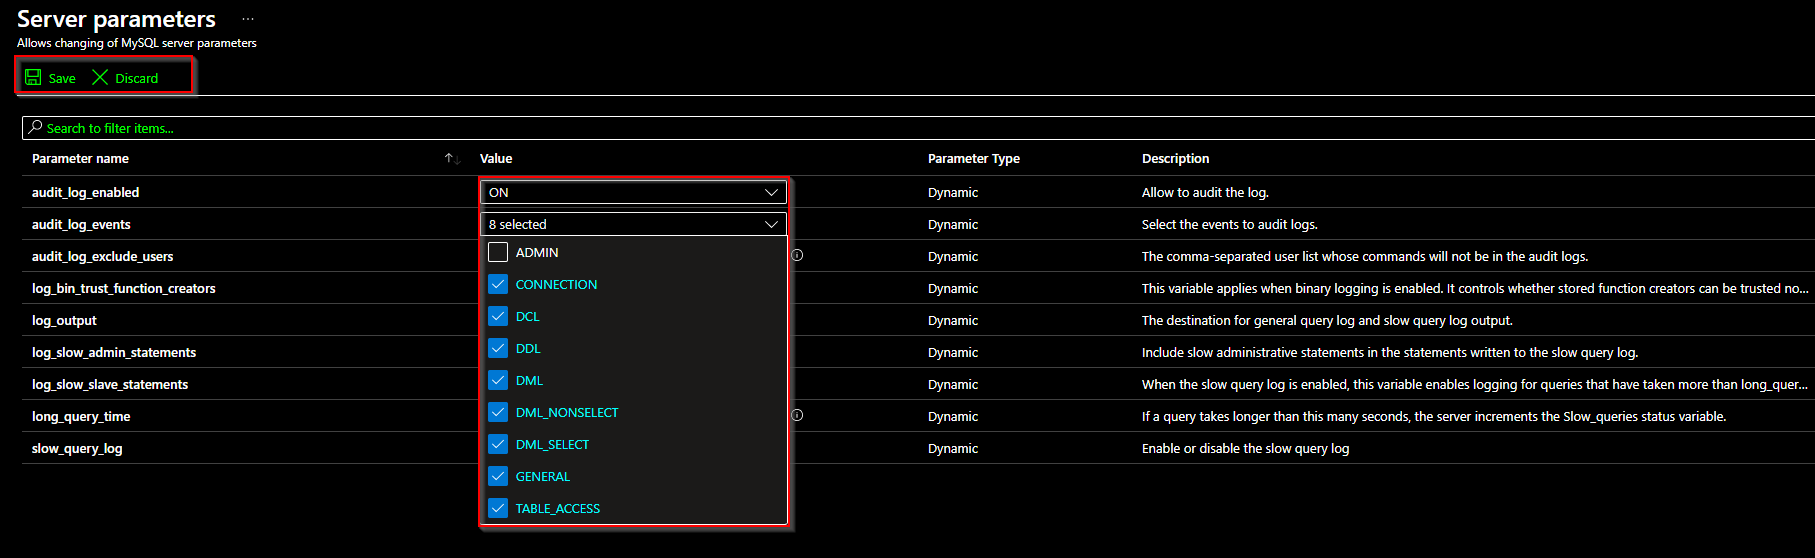 Server parameters ...
Allows changing of MySQL server parameters
Save Discard
Search to filter items...
Parameter name Value Parameter Type Description
audit_log_enabled ON Dynamic Allow to audit the log.
audit_log_events 8 selected Dynamic Select the events to audit logs.
audit_log_exclude_users ADMIN Dynamic The comma-separated user list whose commands will not be in the audit logs.
log_bin_trust_function_creators CONNECTION Dynamic This variable applies when binary logging is enabled. It controls whether stored function creators can be trusted no...
log_output DCL Dynamic The destination for general query log and slow query log output.
log_slow_admin_statements DDL Dynamic Include slow administrative statements in the statements written to the slow query log.
log_slow_slave_statements DML Dynamic When the slow query log is enabled, this variable enables logging for queries that have taken more than long_quer...
long_query_time DML_NONSELECT Dynamic If a query takes longer than this many seconds, the server increments the Slow_queries status variable.
slow_query_log DML_SELECT Dynamic Enable or disable the slow query log
GENERAL
TABLE_ACCESS